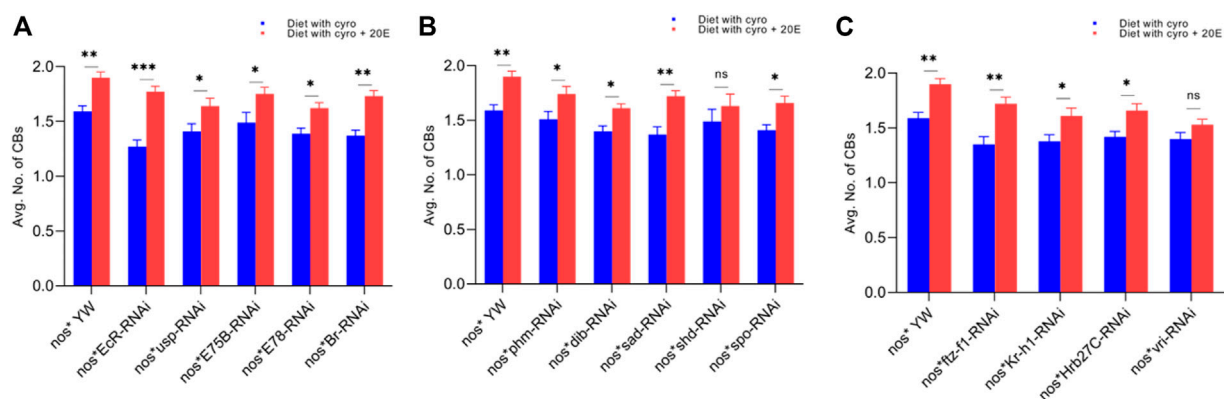 A
Diet with cyro
Diet with cyro + 20E
Avg. No. of CBs
2.0
1.5
1.0
0.5
0.0
**
***
*
*
*
**
nos* YW
nos*EcR-RNAi
nos*usp-RNAi
nos*E75B-RNAi
nos*E78-RNAi
nos*Br-RNAi
B
Diet with cyro
Diet with cyro + 20E
Avg. No. of CBs
2.0
1.5
1.0
0.5
0.0
**
*
*
**
ns
*
nos* YW
nos*phm-RNAi
nos*dib-RNAi
nos*sad-RNAi
nos*shd-RNAi
nos*spo-RNAi
C
Diet with cyro
Diet with cyro + 20E
Avg. No. of CBs
2.0
1.5
1.0
0.5
0.0
**
**
*
*
ns
nos* YW
nos*ftz-f1-RNAi
nos*Kr-h1-RNAi
nos*Hrb27C-RNAi
nos*vri-RNAi